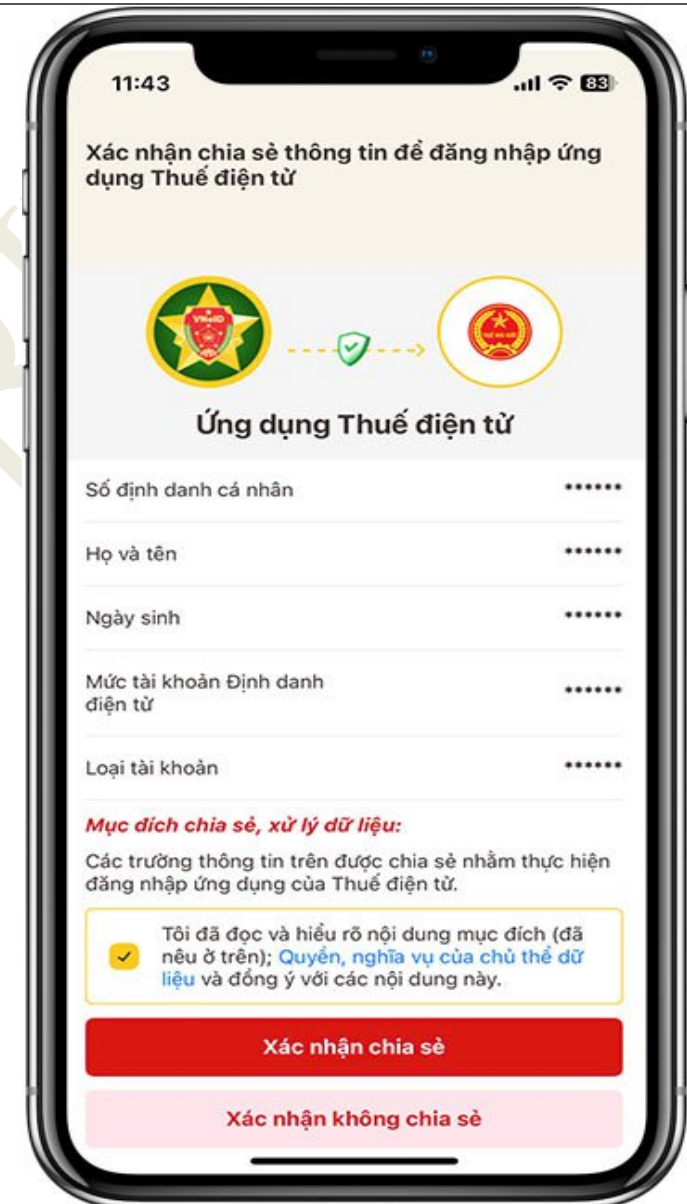 11:43
83
Xác nhận chia sẻ thông tin để đăng nhập ứng
dụng Thuế điện tử
VNeID
THUẾ NHÀ NƯỚC
Ứng dụng Thuế điện tử
Số định danh cá nhân ******
Họ và tên ******
Ngày sinh ******
Mức tài khoản Định danh
điện tử ******
Loại tài khoản ******
Mục đích chia sẻ, xử lý dữ liệu:
Các trường thông tin trên được chia sẻ nhằm thực hiện
đăng nhập ứng dụng của Thuế điện tử.
Tôi đã đọc và hiểu rõ nội dung mục đích (đã
nêu ở trên); Quyền, nghĩa vụ của chủ thể dữ
liệu và đồng ý với các nội dung này.
Xác nhận chia sẻ
Xác nhận không chia sẻ